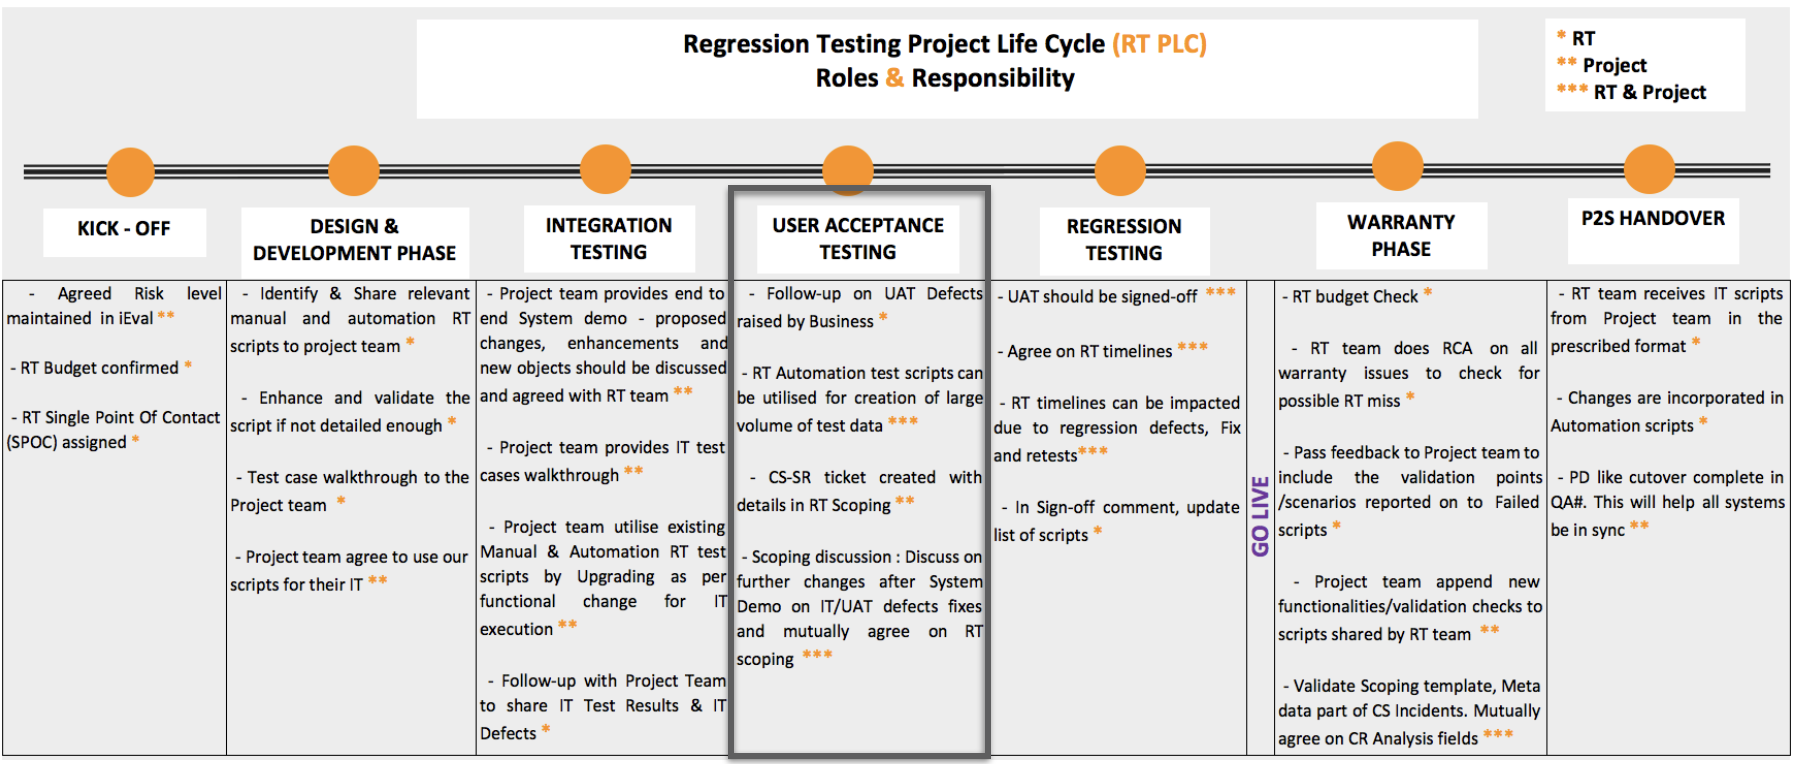 Regression Testing Project Life Cycle (RT PLC)
Roles & Responsibility
* RT
** Project
*** RT & Project
KICK - OFF
- Agreed Risk level
maintained in iEval **
- RT Budget confirmed *
- RT Single Point Of Contact
(SPOC) assigned *
DESIGN &
DEVELOPMENT PHASE
- Identify & Share relevant
manual and automation RT
scripts to project team *
- Enhance and validate the
script if not detailed enough *
- Test case walkthrough to the
Project team *
- Project team agree to use our
scripts for their IT **
INTEGRATION
TESTING
- Project team provides end to
end System demo - proposed
changes, enhancements and
new objects should be discussed
and agreed with RT team **
- Project team provides IT test
cases walkthrough **
- Project team utilise existing
Manual & Automation RT test
scripts by Upgrading as per
functional change for IT
execution **
- Follow-up with Project Team
to share IT Test Results & IT
Defects *
USER ACCEPTANCE
TESTING
- Follow-up on UAT Defects
raised by Business *
- RT Automation test scripts can
be utilised for creation of large
volume of test data ***
- CS-SR ticket created with
details in RT Scoping **
- Scoping discussion : Discuss on
further changes after System
Demo on IT/UAT defects fixes
and mutually agree on RT
scoping ***
REGRESSION
TESTING
- UAT should be signed-off ***
- Agree on RT timelines ***
- RT timelines can be impacted
due to regression defects, Fix
and retests***
- In Sign-off comment, update
list of scripts *
GO LIVE
WARRANTY
PHASE
- RT budget Check *
- RT team does RCA on all
warranty issues to check for
possible RT miss *
- Pass feedback to Project team to
include the validation points
/scenarios reported on to Failed
scripts *
- Project team append new
functionalities/validation checks to
scripts shared by RT team **
- Validate Scoping template, Meta
data part of CS Incidents. Mutually
agree on CR Analysis fields ***
P2S HANDOVER
- RT team receives IT scripts
from Project team in the
prescribed format *
- Changes are incorporated in
Automation scripts *
- PD like cutover complete in
QA#. This will help all systems
be in sync **